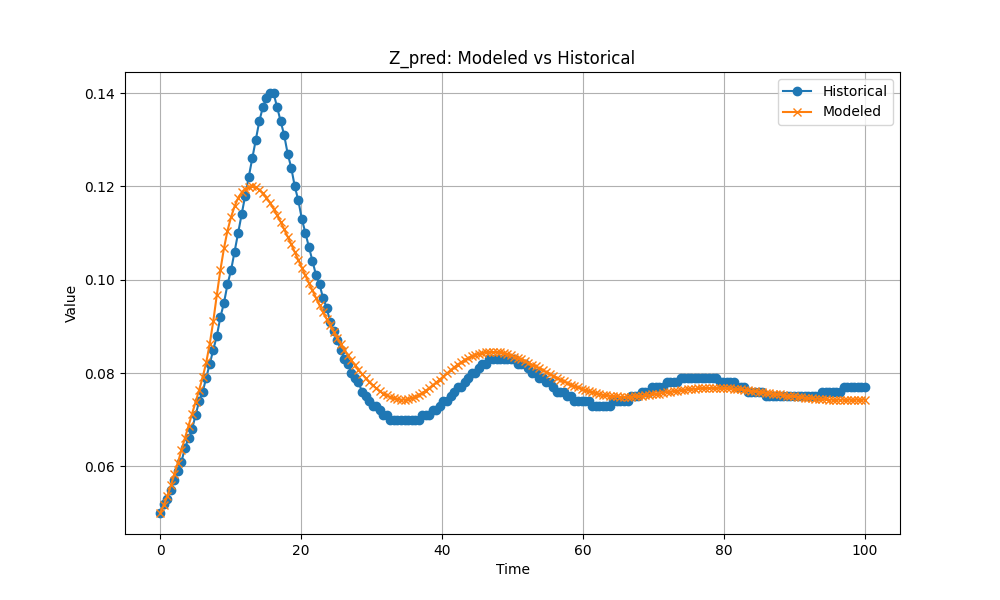 Z_pred: Modeled vs Historical
Historical
Modeled
Value
0.14
0.12
0.10
0.08
0.06
0
20
40
60
80
100
Time